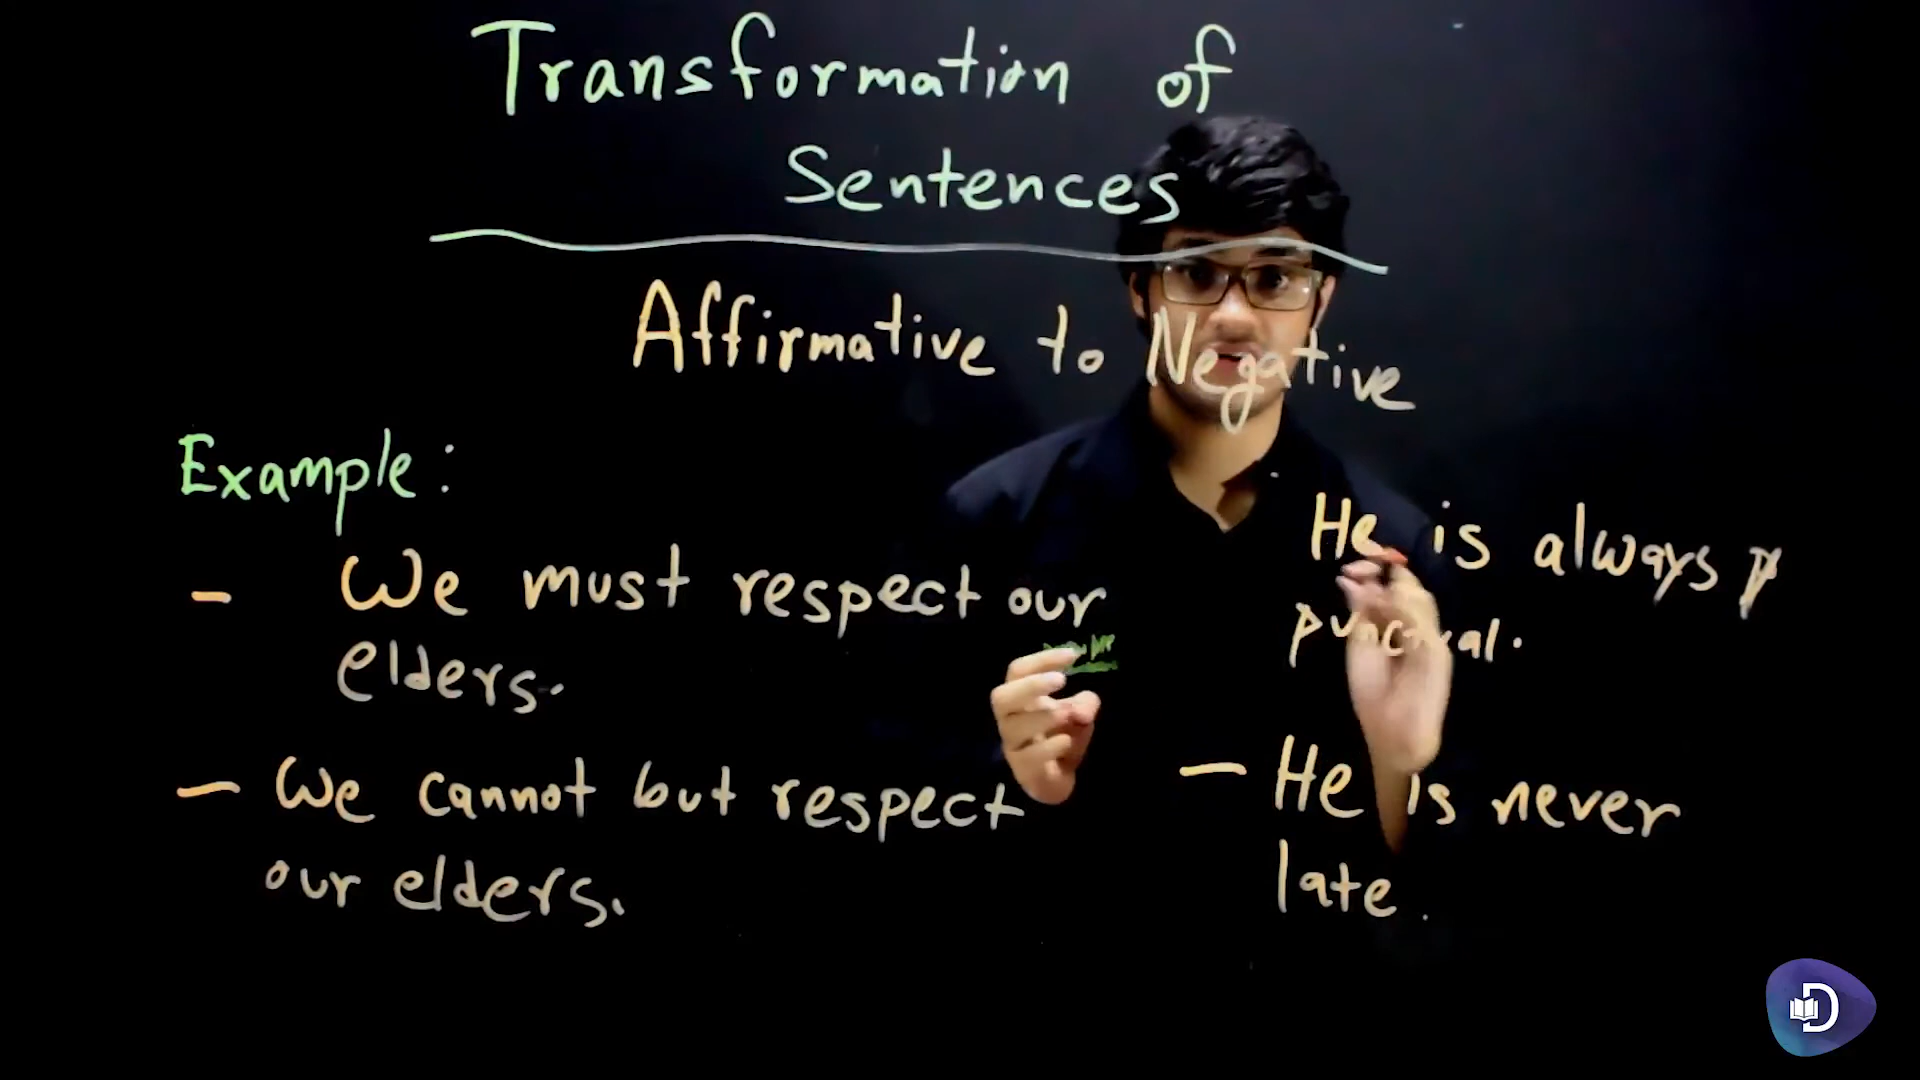 Transformation of
Sentences
Affirmative to Negative
Example:
- We must respect our
elders.
- We cannot but respect
our elders.
He is always p
punctual.
- He is never
late.
D